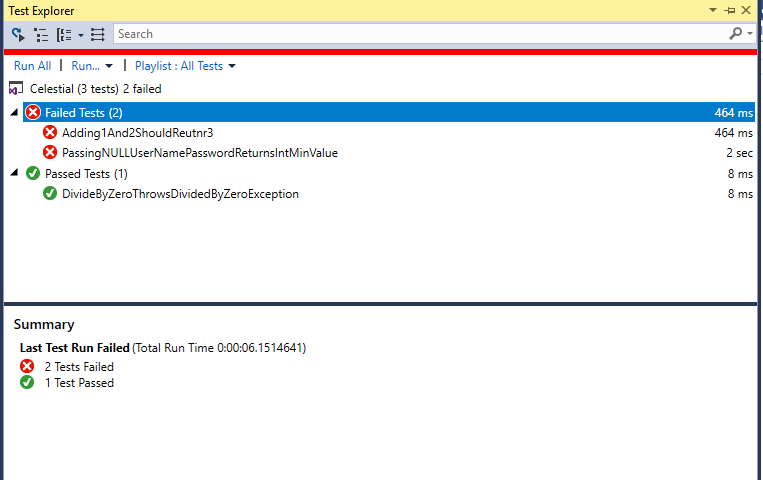 Test Explorer
Search
Run All | Run... | Playlist : All Tests
Celestial (3 tests) 2 failed
Failed Tests (2) 464 ms
Adding1And2ShouldReutnr3 464 ms
PassingNULLUserNamePasswordReturnsIntMinValue 2 sec
Passed Tests (1) 8 ms
DivideByZeroThrowsDividedByZeroException 8 ms
Summary
Last Test Run Failed (Total Run Time 0:00:06.1514641)
2 Tests Failed
1 Test Passed